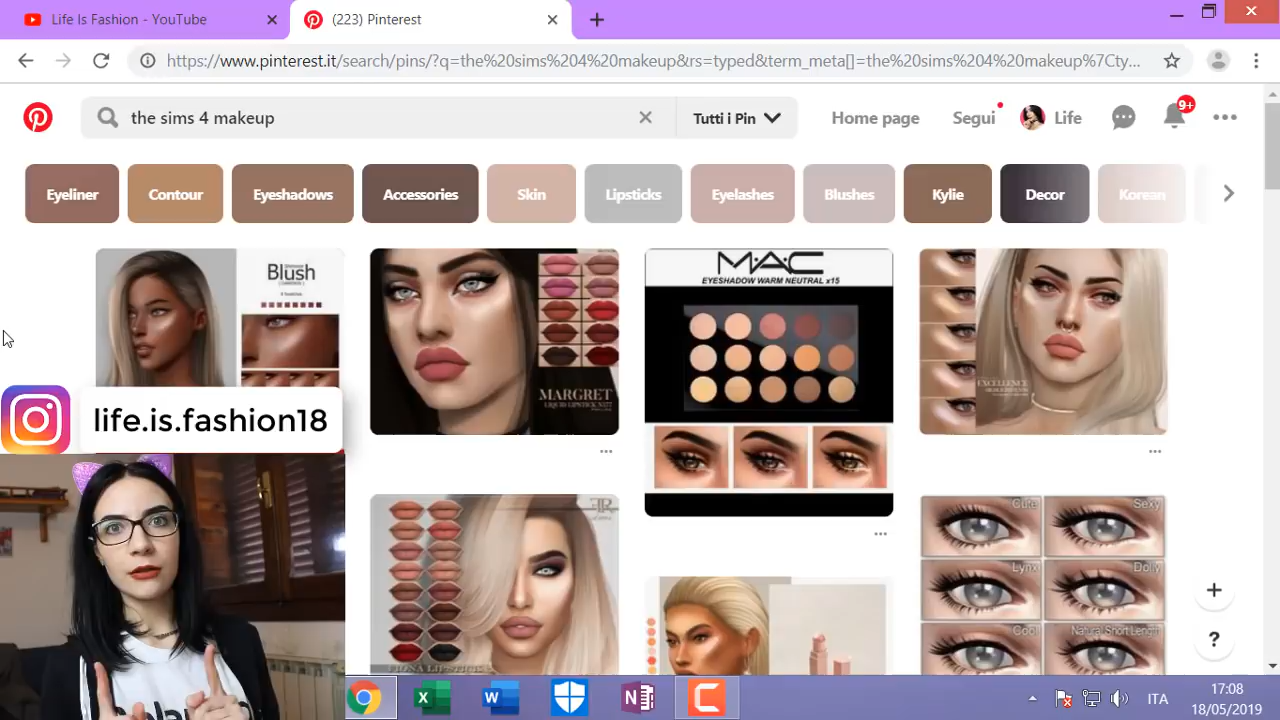 Life Is Fashion - YouTube
(223) Pinterest
https://www.pinterest.it/search/pins/?q=the%20sims%204%20makeup&rs=typed&term_meta[]=the%20sims%204%20makeup%7Cty...
the sims 4 makeup
Tutti i Pin
Home page
Segui
Life
9+
Eyeliner
Contour
Eyeshadows
Accessories
Skin
Lipsticks
Eyelashes
Blushes
Kylie
Decor
Korean
Blush
MARGRET
M·A·C
EYESHADOW WARM NEUTRAL x15
EXCELLENCE
life.is.fashion18
FIONA LIPSTICK
Cute
Sexy
Lynx
Dolly
Cool
Natural Short Length
ITA
17:08
18/05/2019